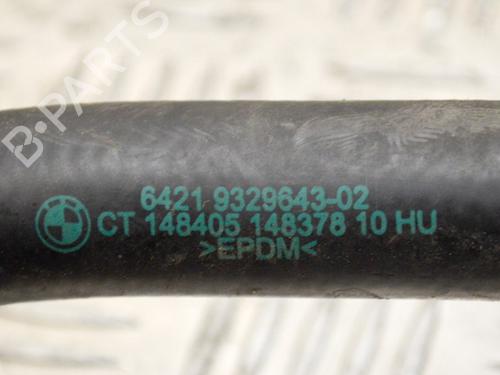 B-PARTS
6421 9329643-02
CT 148405 148378 10 HU
>EPDM<